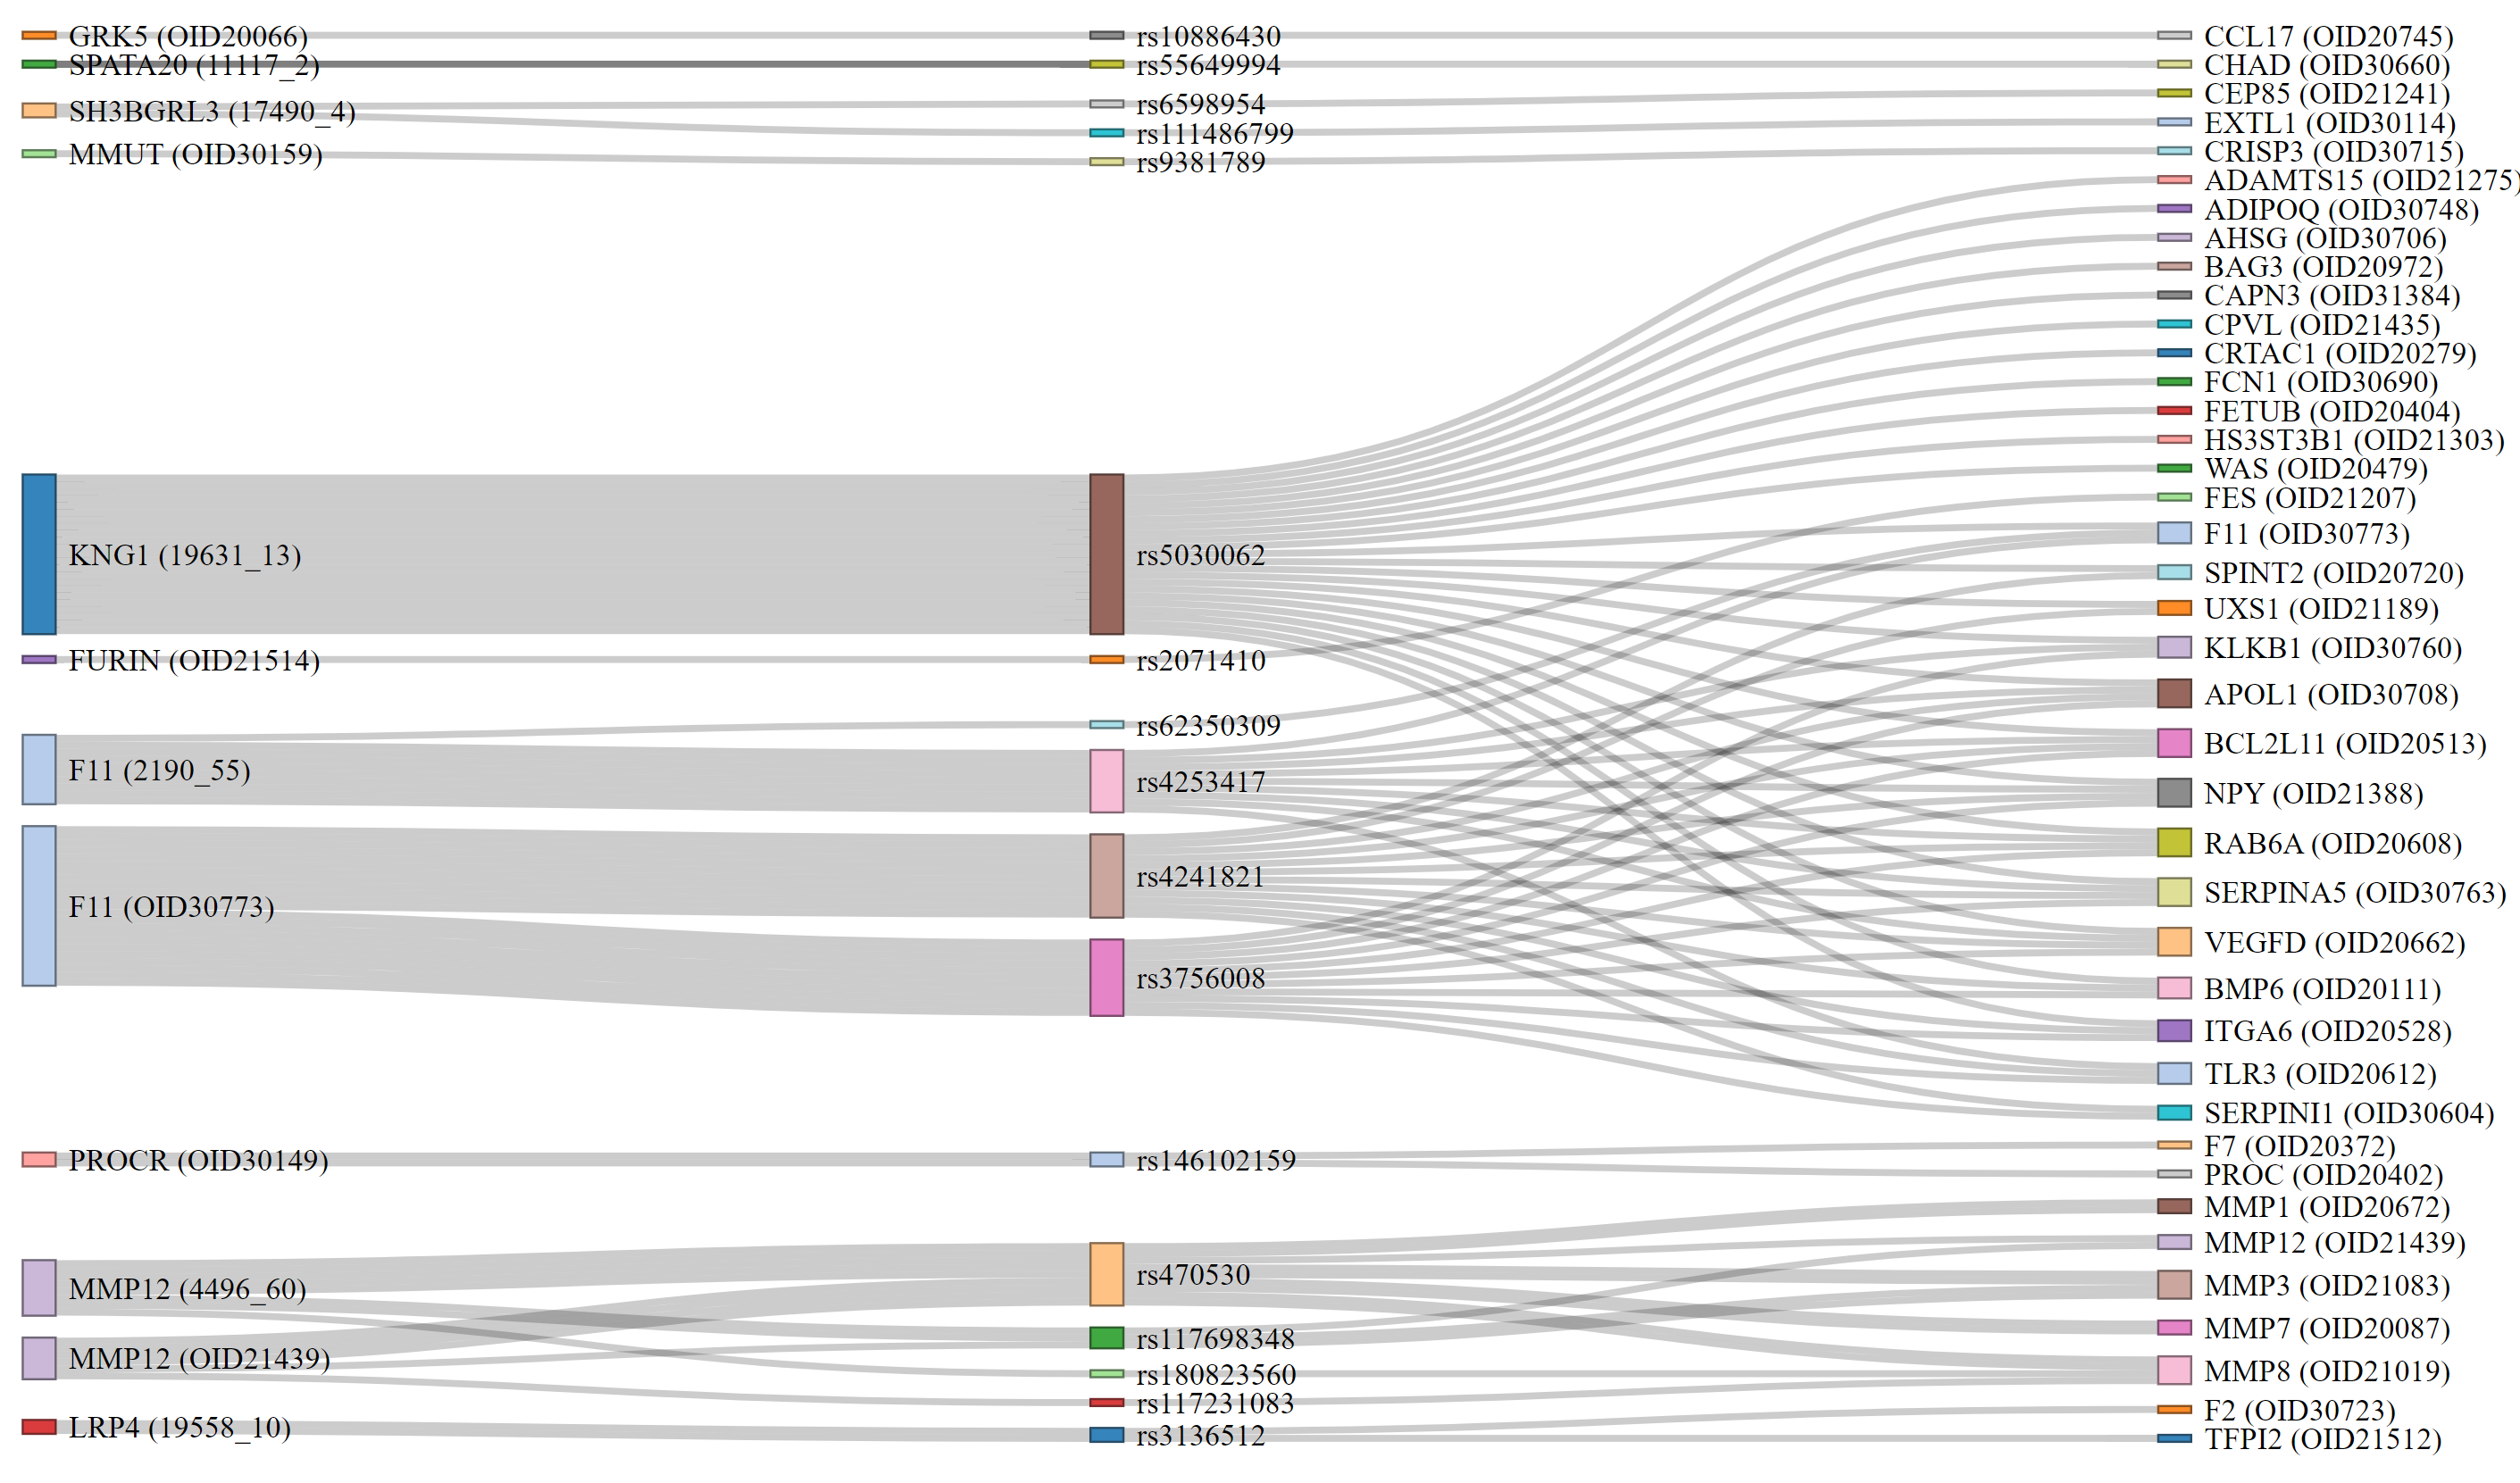 GRK5 (OID20066)
SPATA20 (11117_2)
SH3BGRL3 (17490_4)
MMUT (OID30159)
KNG1 (19631_13)
FURIN (OID21514)
F11 (2190_55)
F11 (OID30773)
PROCR (OID30149)
MMP12 (4496_60)
MMP12 (OID21439)
LRP4 (19558_10)
rs10886430
rs55649994
rs6598954
rs111486799
rs9381789
rs5030062
rs2071410
rs62350309
rs4253417
rs4241821
rs3756008
rs146102159
rs470530
rs117698348
rs180823560
rs117231083
rs3136512
CCL17 (OID20745)
CHAD (OID30660)
CEP85 (OID21241)
EXTL1 (OID30114)
CRISP3 (OID30715)
ADAMTS15 (OID21275)
ADIPOQ (OID30748)
AHSG (OID30706)
BAG3 (OID20972)
CAPN3 (OID31384)
CPVL (OID21435)
CRTAC1 (OID20279)
FCN1 (OID30690)
FETUB (OID20404)
HS3ST3B1 (OID21303)
WAS (OID20479)
FES (OID21207)
F11 (OID30773)
SPINT2 (OID20720)
UXS1 (OID21189)
KLKB1 (OID30760)
APOL1 (OID30708)
BCL2L11 (OID20513)
NPY (OID21388)
RAB6A (OID20608)
SERPINA5 (OID30763)
VEGFD (OID20662)
BMP6 (OID20111)
ITGA6 (OID20528)
TLR3 (OID20612)
SERPINI1 (OID30604)
F7 (OID20372)
PROC (OID20402)
MMP1 (OID20672)
MMP12 (OID21439)
MMP3 (OID21083)
MMP7 (OID20087)
MMP8 (OID21019)
F2 (OID30723)
TFPI2 (OID21512)